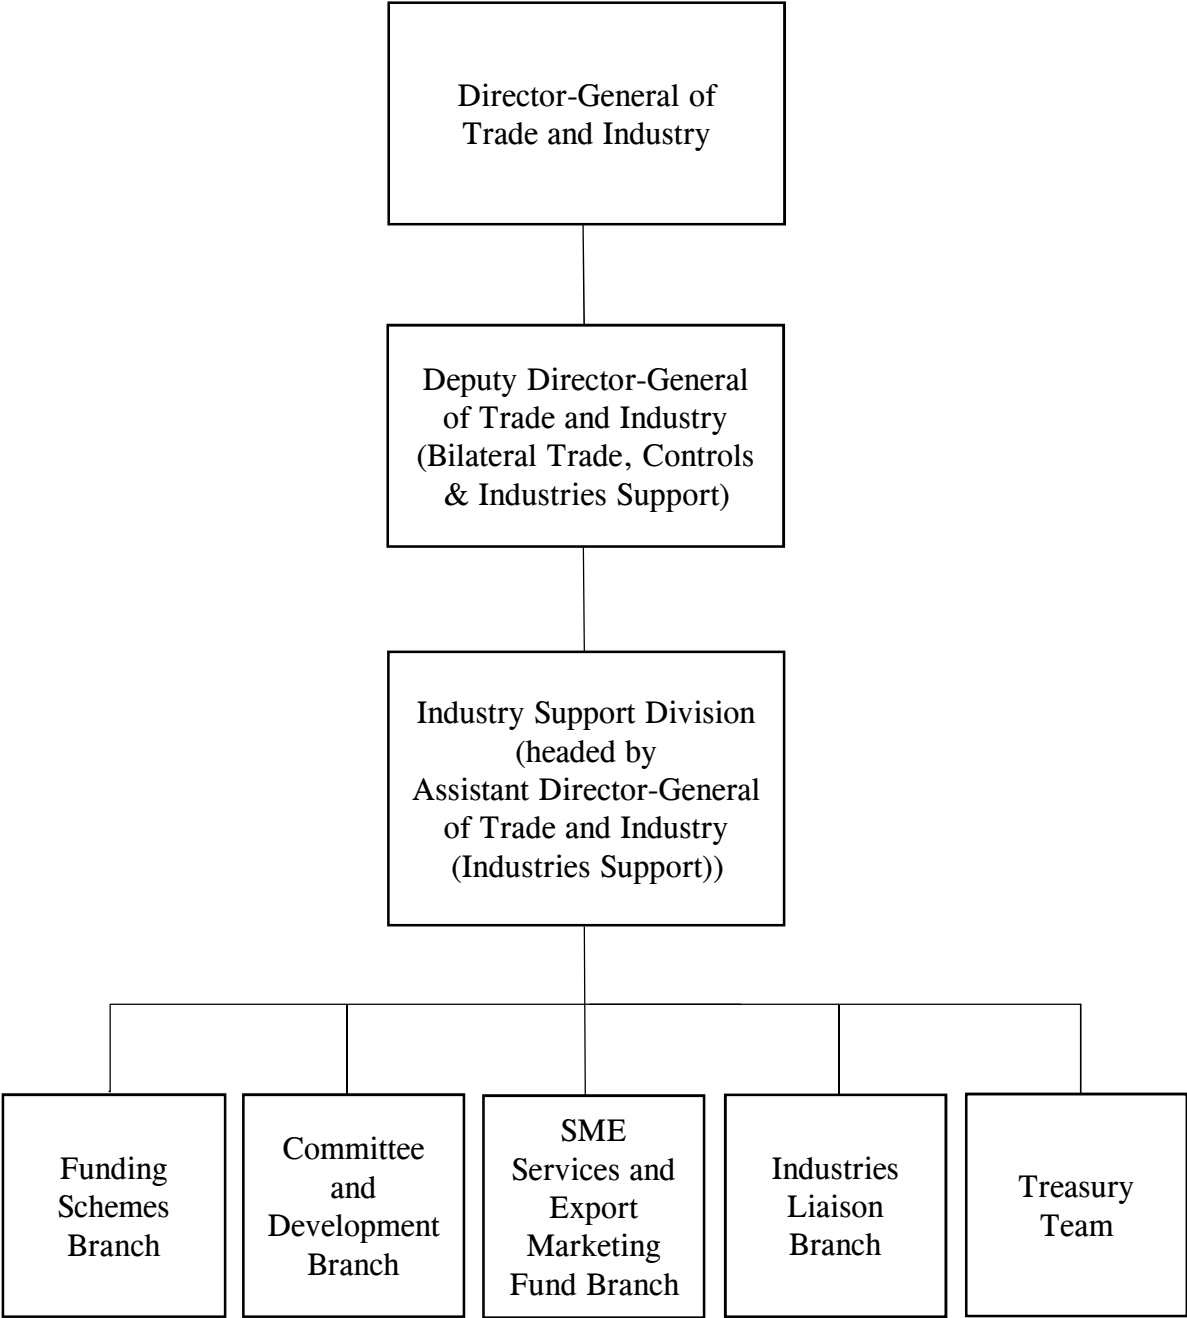 Director-General of
Trade and Industry
Deputy Director-General
of Trade and Industry
(Bilateral Trade, Controls
& Industries Support)
Industry Support Division
(headed by
Assistant Director-General
of Trade and Industry
(Industries Support))
Funding
Schemes
Branch
Committee
and
Development
Branch
SME
Services and
Export
Marketing
Fund Branch
Industries
Liaison
Branch
Treasury
Team